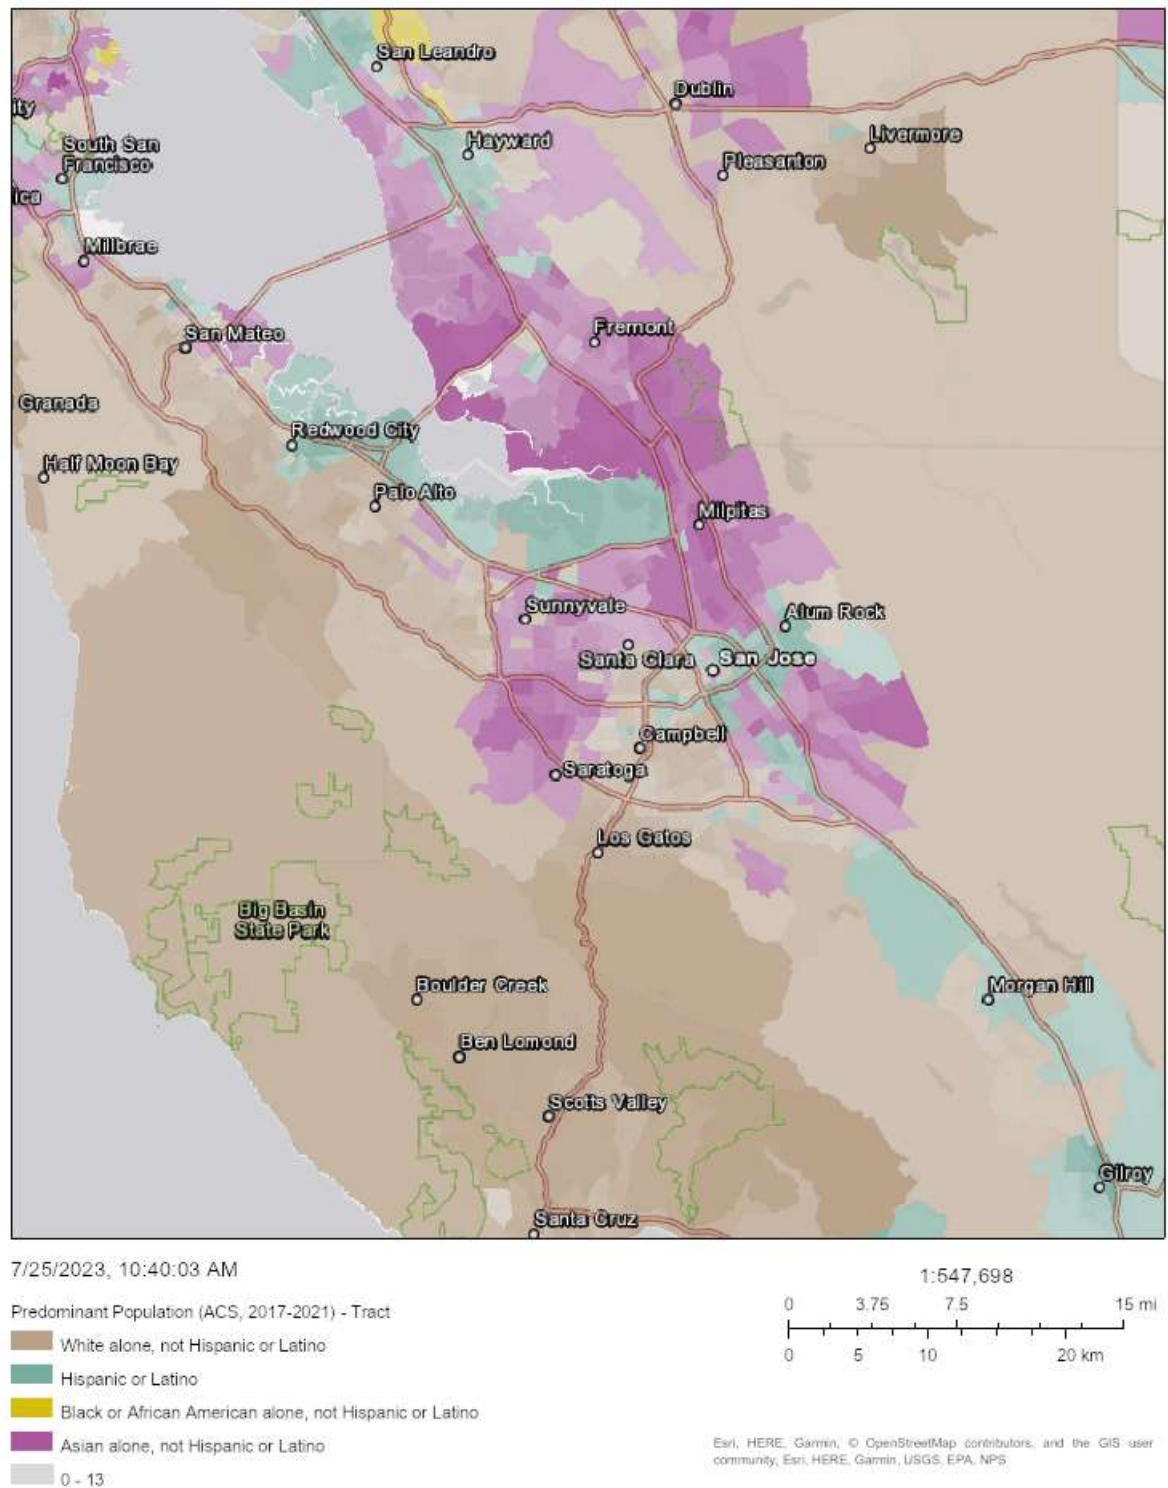 San Leandro
Dublin
ity
Livermore
Hayward
South San
Francisco
Pleasanton
ica
Millbrae
Fremont
San Mateo
Granada
Redwood City
Half Moon Bay
Palo Alto
Milpitas
Sunnyvale
Alum Rock
Santa Clara
San Jose
Campbell
Saratoga
Los Gatos
Big Basin
State Park
Boulder Creek
Morgan Hill
Ben Lomond
Scotts Valley
Gilroy
Santa Cruz
7/25/2023, 10:40:03 AM
1:547,698
0 3.75 7.5 15 mi
0 5 10 20 km
Predominant Population (ACS, 2017-2021) - Tract
White alone, not Hispanic or Latino
Hispanic or Latino
Black or African American alone, not Hispanic or Latino
Asian alone, not Hispanic or Latino
0 - 13
Esri, HERE, Garmin, © OpenStreetMap contributors, and the GIS user
community, Esri, HERE, Garmin, USGS, EPA, NPS